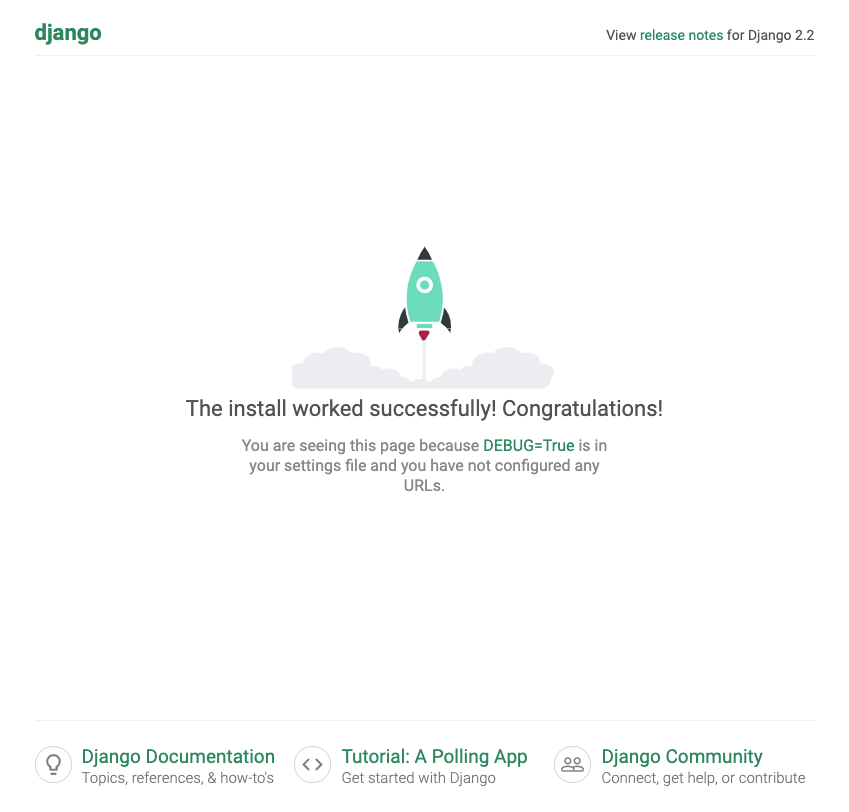 django
View release notes for Django 2.2
The install worked successfully! Congratulations!
You are seeing this page because DEBUG=True is in
your settings file and you have not configured any
URLs.
Django Documentation
Topics, references, & how-to's
Tutorial: A Polling App
Get started with Django
Django Community
Connect, get help, or contribute